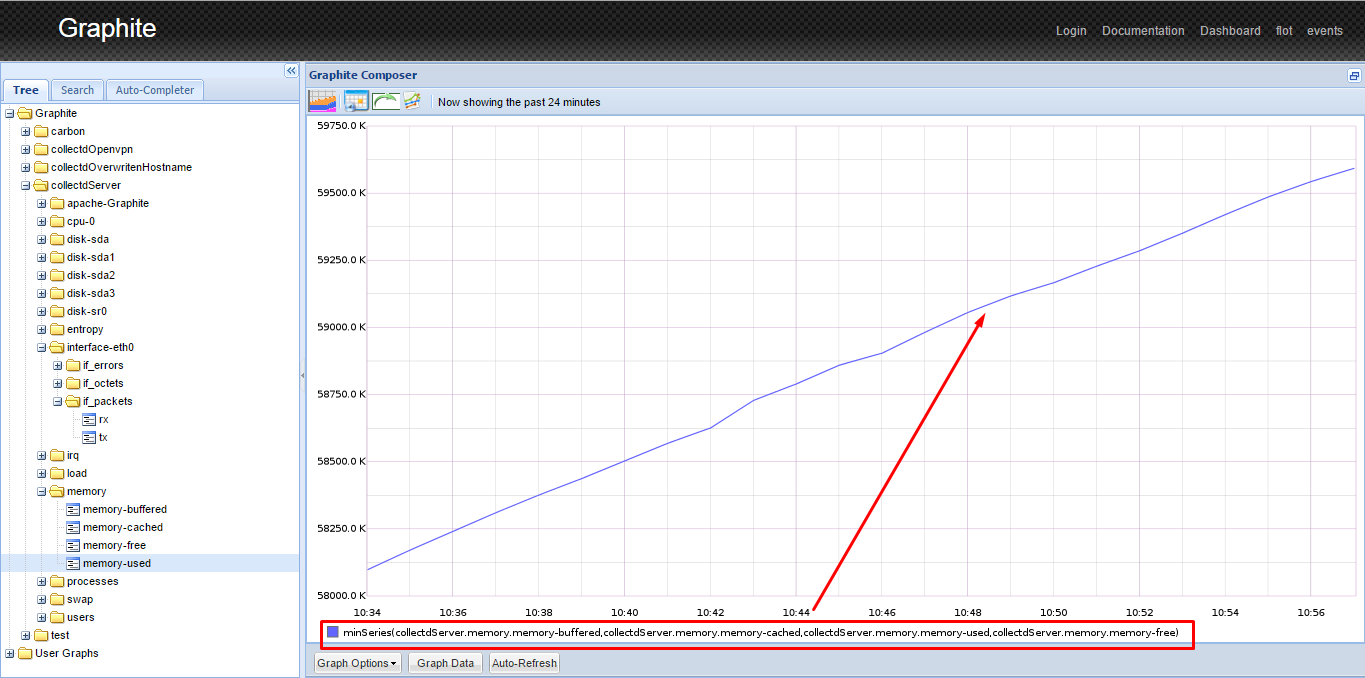 Graphite
Login Documentation Dashboard flot events
Tree Search Auto-Completer
Graphite
carbon
collectdOpenvpn
collectdOverwritenHostname
collectdServer
apache-Graphite
cpu-0
disk-sda
disk-sda1
disk-sda2
disk-sda3
disk-sr0
entropy
interface-eth0
if_errors
if_octets
if_packets
rx
tx
irq
load
memory
memory-buffered
memory-cached
memory-free
memory-used
processes
swap
users
test
User Graphs
Graphite Composer
Now showing the past 24 minutes
59750.0 K
59500.0 K
59250.0 K
59000.0 K
58750.0 K
58500.0 K
58250.0 K
58000.0 K
10:34 10:36 10:38 10:40 10:42 10:44 10:46 10:48 10:50 10:52 10:54 10:56
minSeries(collectdServer.memory.memory-buffered,collectdServer.memory.memory-cached,collectdServer.memory.memory-used,collectdServer.memory.memory-free)
Graph Options Graph Data Auto-Refresh